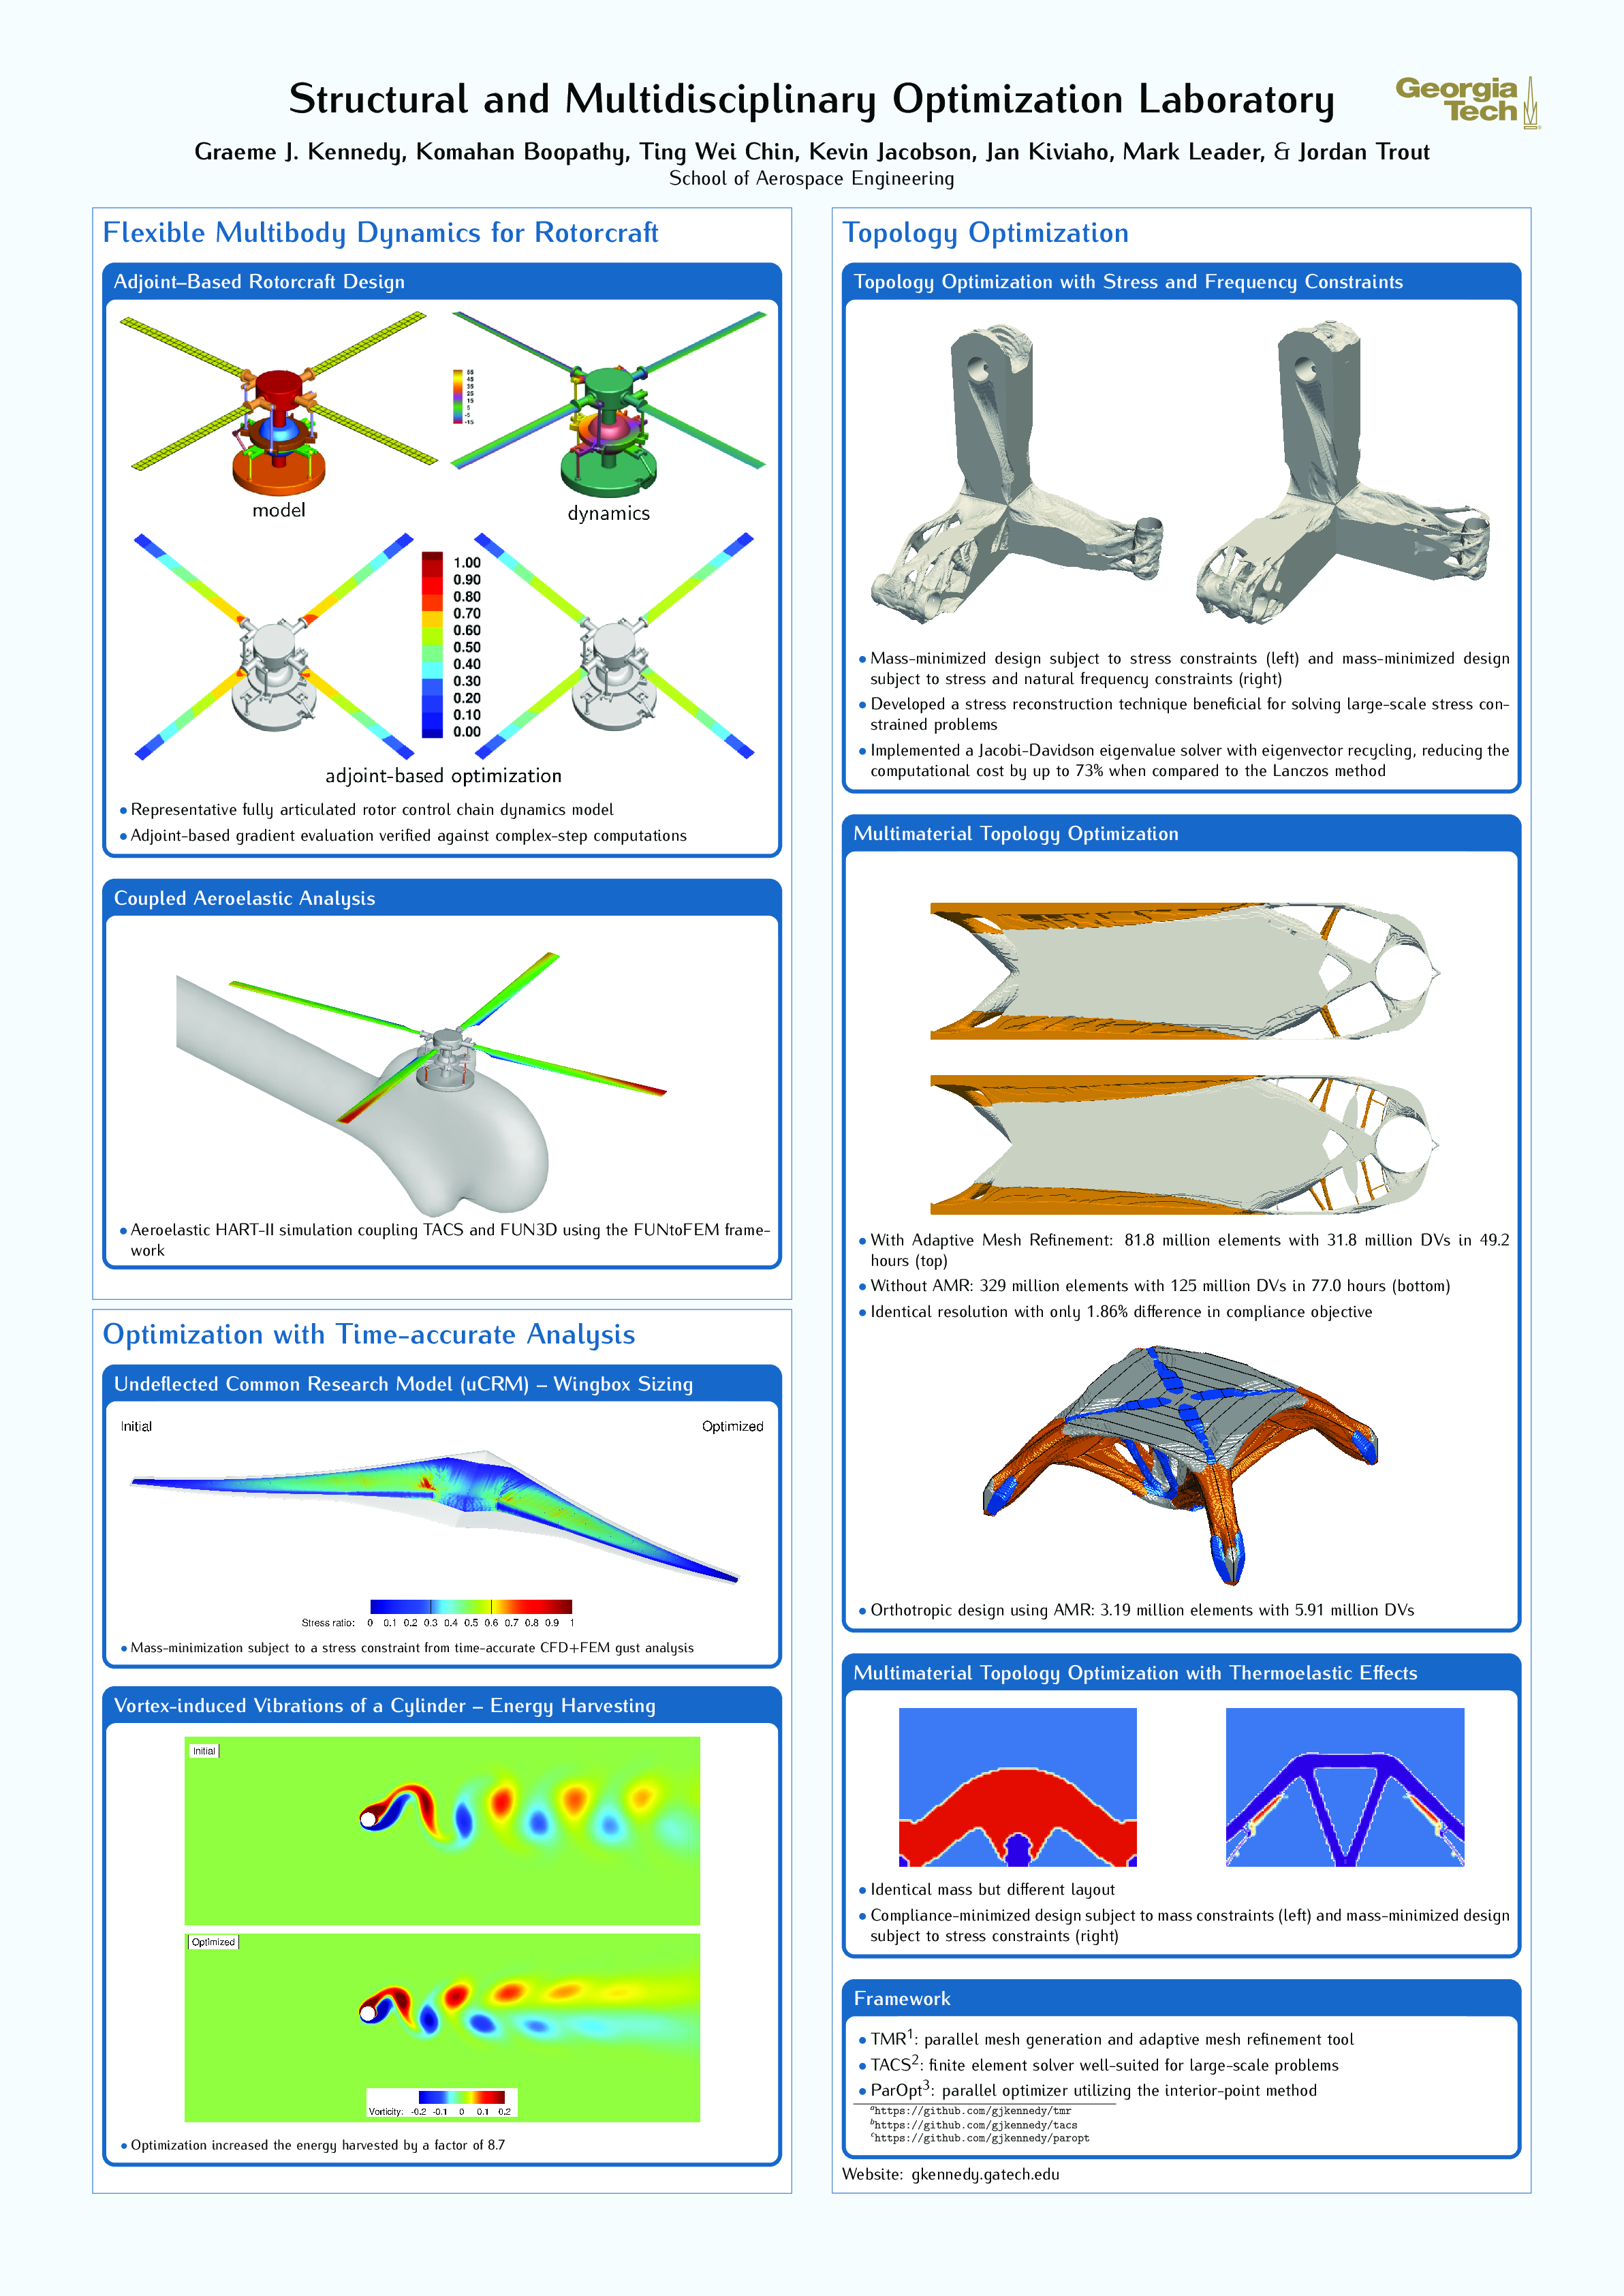 Structural and Multidisciplinary Optimization Laboratory
Georgia
Tech
Graeme J. Kennedy, Komahan Boopathy, Ting Wei Chin, Kevin Jacobson, Jan Kiviaho, Mark Leader, & Jordan Trout
School of Aerospace Engineering
Flexible Multibody Dynamics for Rotorcraft
Adjoint–Based Rotorcraft Design
55
45
35
25
15
5
-5
-15
model
dynamics
1.00
0.90
0.80
0.70
0.60
0.50
0.40
0.30
0.20
0.10
0.00
adjoint-based optimization
• Representative fully articulated rotor control chain dynamics model
• Adjoint-based gradient evaluation verified against complex-step computations
Coupled Aeroelastic Analysis
• Aeroelastic HART-II simulation coupling TACS and FUN3D using the FUNtoFEM frame-
work
Optimization with Time-accurate Analysis
Undeflected Common Research Model (uCRM) – Wingbox Sizing
Initial
Optimized
Stress ratio: 0 0.1 0.2 0.3 0.4 0.5 0.6 0.7 0.8 0.9 1
• Mass-minimization subject to a stress constraint from time-accurate CFD+FEM gust analysis
Vortex-induced Vibrations of a Cylinder – Energy Harvesting
Initial
Optimized
Vorticity: -0.2 -0.1 0 0.1 0.2
• Optimization increased the energy harvested by a factor of 8.7
Topology Optimization
Topology Optimization with Stress and Frequency Constraints
• Mass-minimized design subject to stress constraints (left) and mass-minimized design
subject to stress and natural frequency constraints (right)
• Developed a stress reconstruction technique beneficial for solving large-scale stress con-
strained problems
• Implemented a Jacobi-Davidson eigenvalue solver with eigenvector recycling, reducing the
computational cost by up to 73% when compared to the Lanczos method
Multimaterial Topology Optimization
• With Adaptive Mesh Refinement: 81.8 million elements with 31.8 million DVs in 49.2
hours (top)
• Without AMR: 329 million elements with 125 million DVs in 77.0 hours (bottom)
• Identical resolution with only 1.86% difference in compliance objective
• Orthotropic design using AMR: 3.19 million elements with 5.91 million DVs
Multimaterial Topology Optimization with Thermoelastic Effects
• Identical mass but different layout
• Compliance-minimized design subject to mass constraints (left) and mass-minimized design
subject to stress constraints (right)
Framework
• TMR1: parallel mesh generation and adaptive mesh refinement tool
• TACS2: finite element solver well-suited for large-scale problems
• ParOpt3: parallel optimizer utilizing the interior-point method
ahttps://github.com/gjkennedy/tmr
bhttps://github.com/gjkennedy/tacs
chttps://github.com/gjkennedy/paropt
Website: gkennedy.gatech.edu